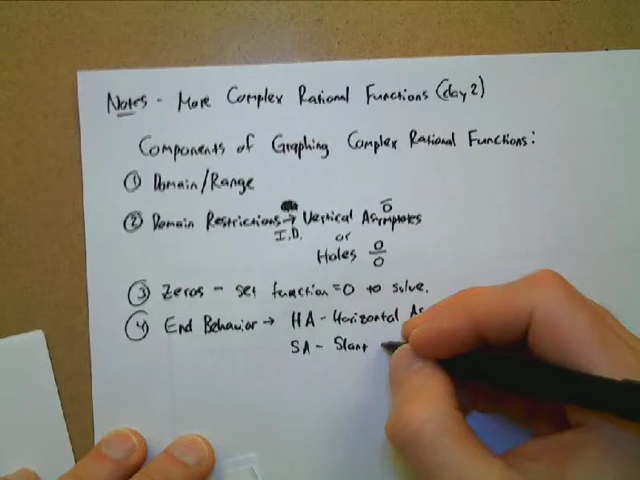 Notes - More Complex Rational Functions (day 2)
Components of Graphing Complex Rational Functions:
① Domain/Range
② Domain Restrictions → Vertical Asymptotes ō
I.D. or
Holes 0/0
③ Zeros - set function = 0 to solve.
④ End Behavior → HA - Horizontal As
SA - Slant